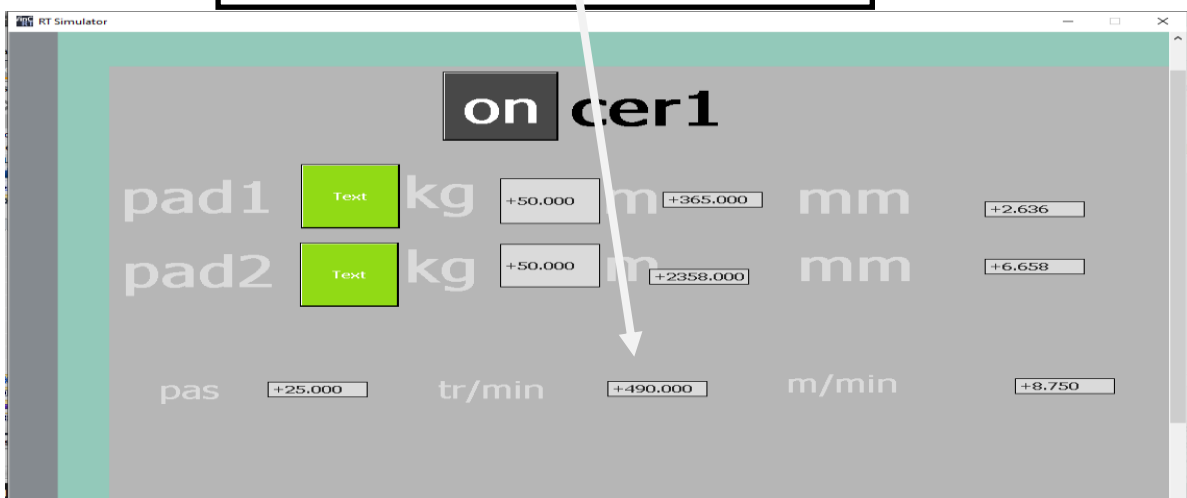 RT Simulator
on cer1
pad1 Text kg +50.000 m +365.000 mm +2.636
pad2 Text kg +50.000 m +2358.000 mm +6.658
pas +25.000 tr/min +490.000 m/min +8.750